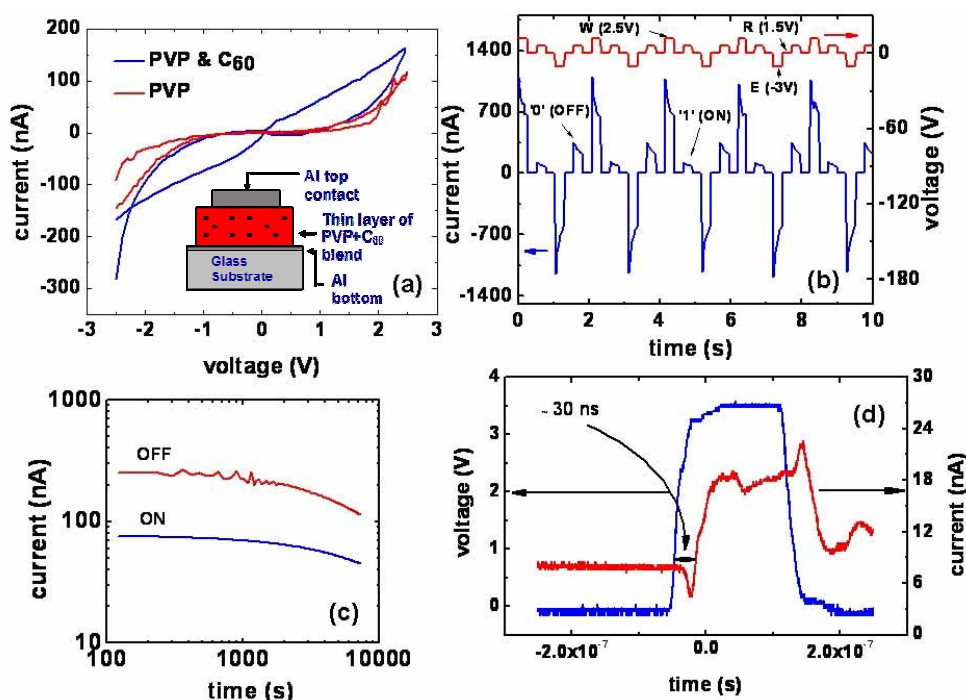 PVP & C60
PVP
Al top
contact
Thin layer of
PVP+C60
blend
Glass
Substrate
Al
bottom
(a)
current (nA)
200
100
0
-100
-200
-300
-3 -2 -1 0 1 2 3
voltage (V)
W (2.5V)
R (1.5V)
E (-3V)
'0' (OFF)
'1' (ON)
(b)
current (nA)
1400
700
0
-700
-1400
0
-60
-120
-180
voltage (V)
0 2 4 6 8 10
time (s)
OFF
ON
(c)
current (nA)
1000
100
10
100 1000 10000
time (s)
~ 30 ns
(d)
voltage (V)
4
3
2
1
0
30
24
18
12
6
0
current (nA)
-2.0x10-7 0.0 2.0x10-7
time (s)